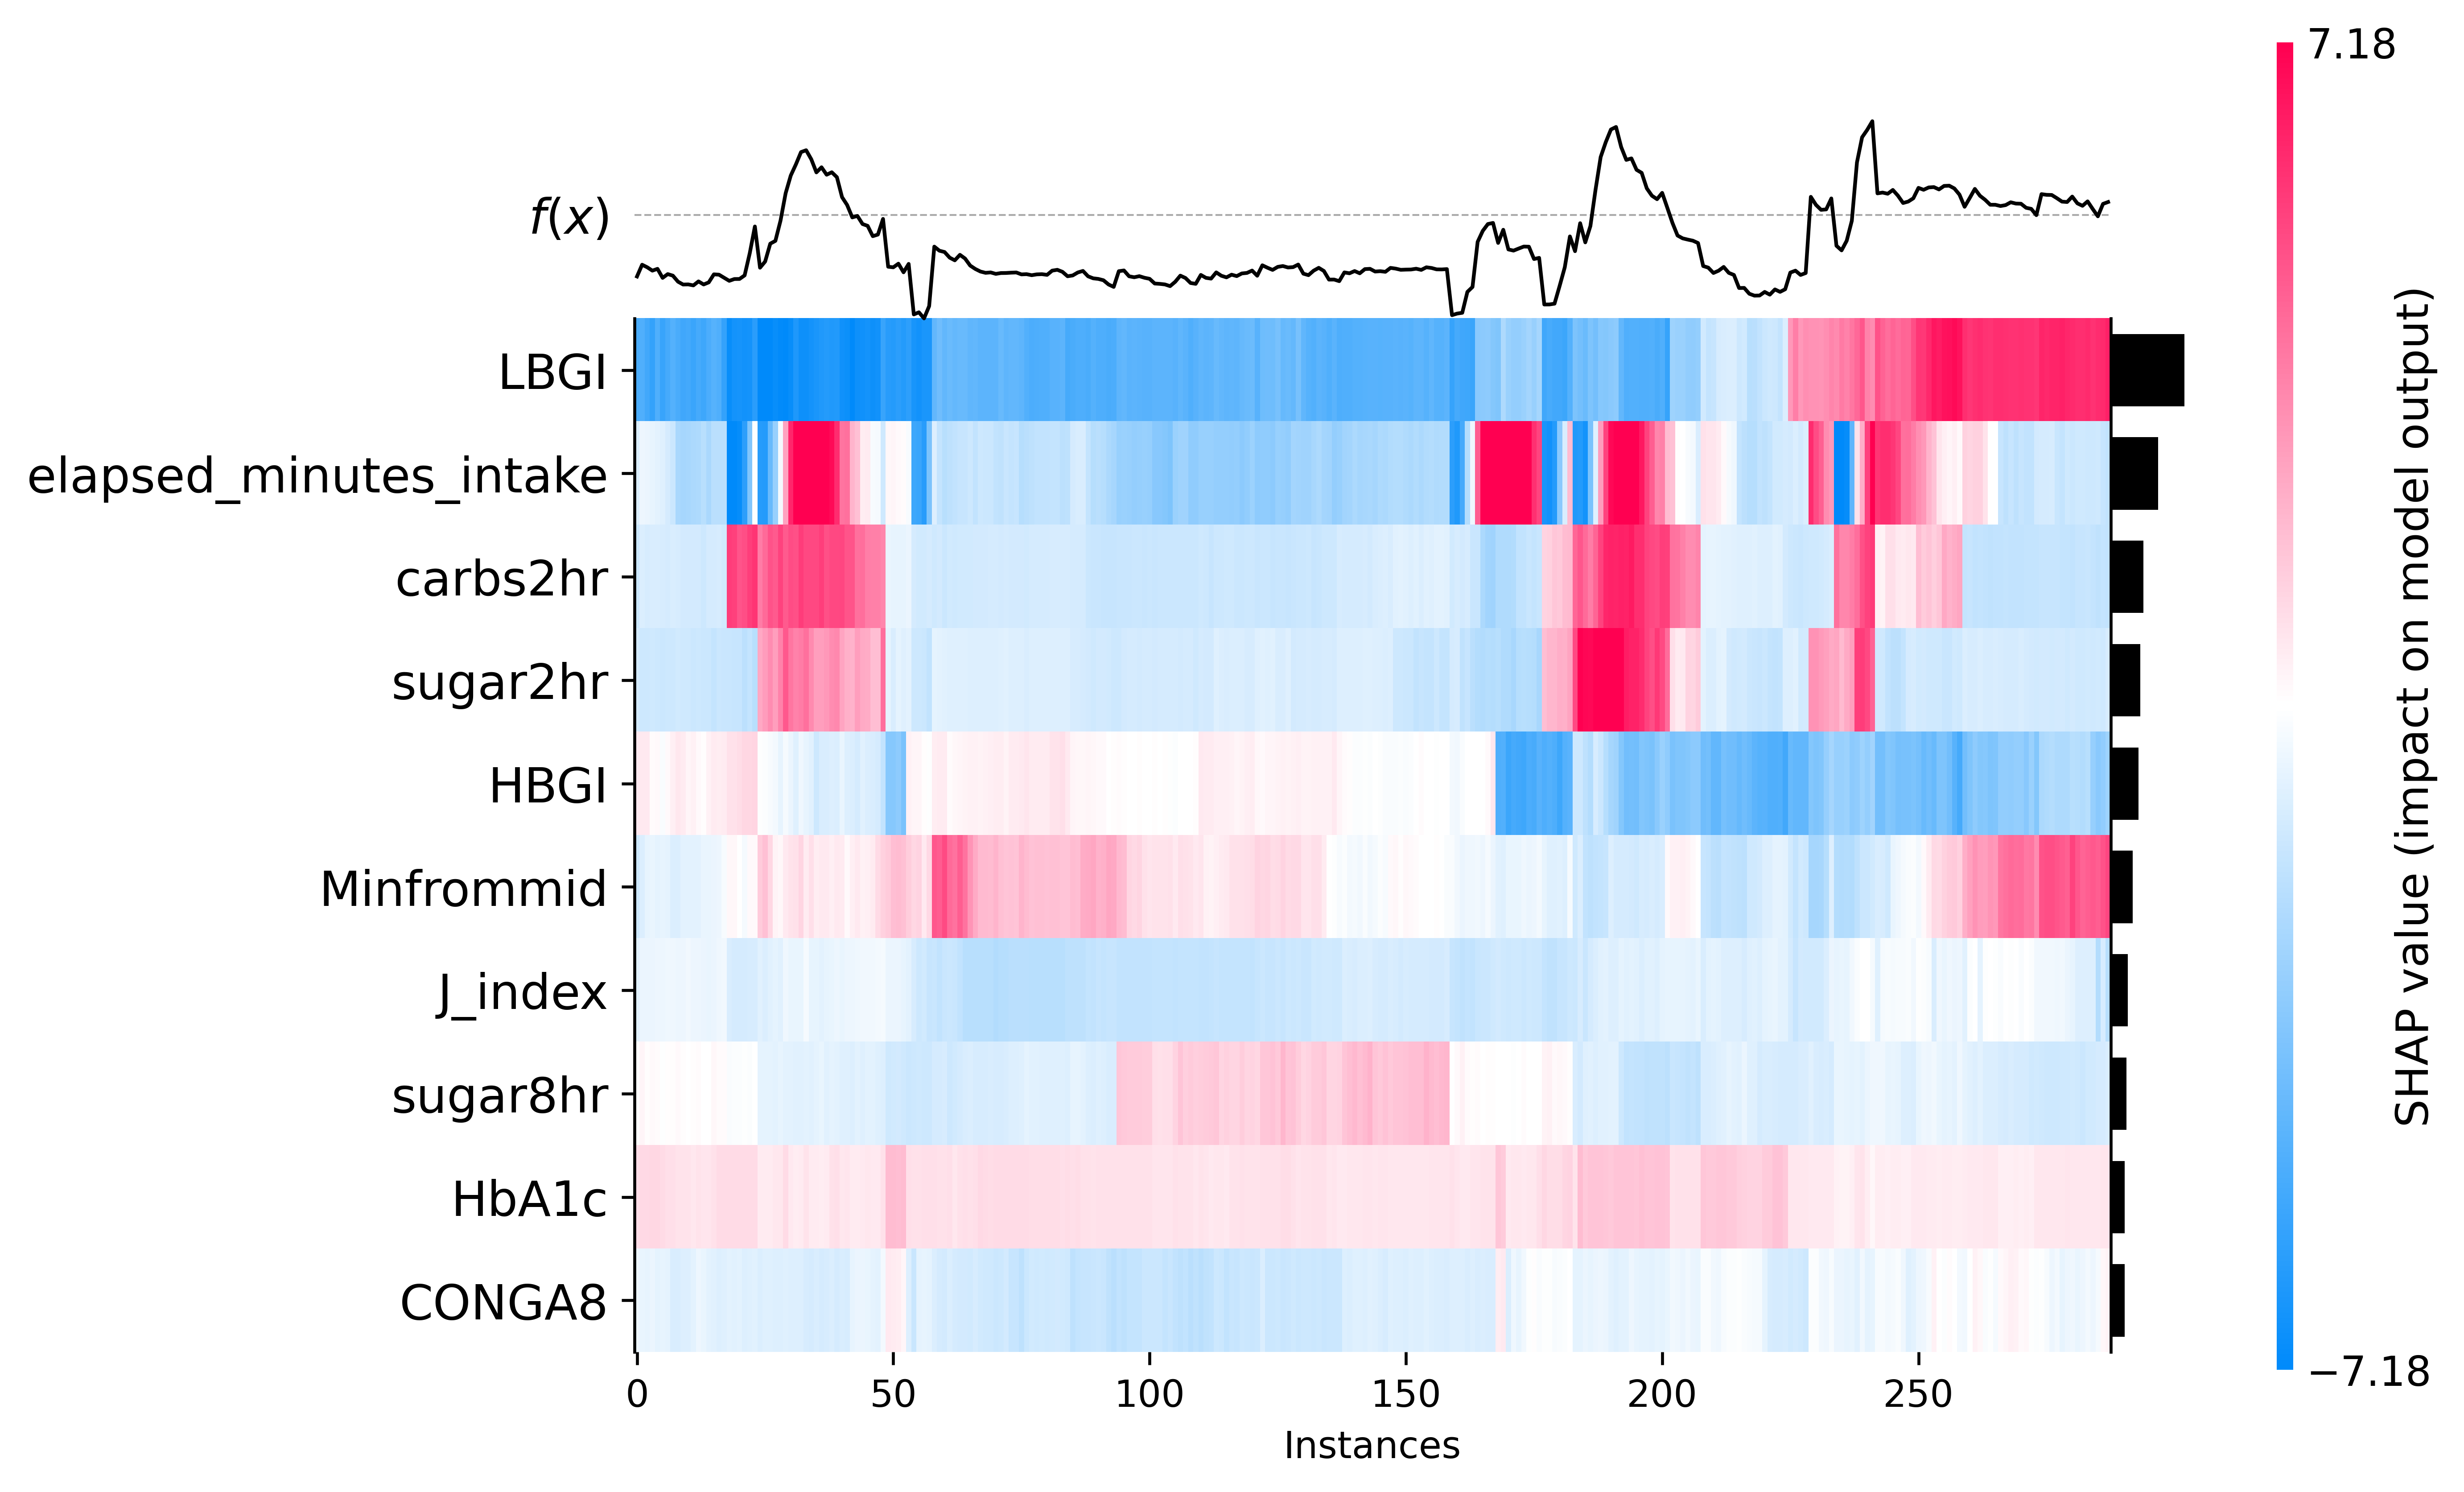 7.18
f(x)
LBGI
elapsed_minutes_intake
carbs2hr
sugar2hr
HBGI
Minfrommid
J_index
sugar8hr
HbA1c
CONGA8
0 50 100 150 200 250
Instances
SHAP value (impact on model output)
−7.18